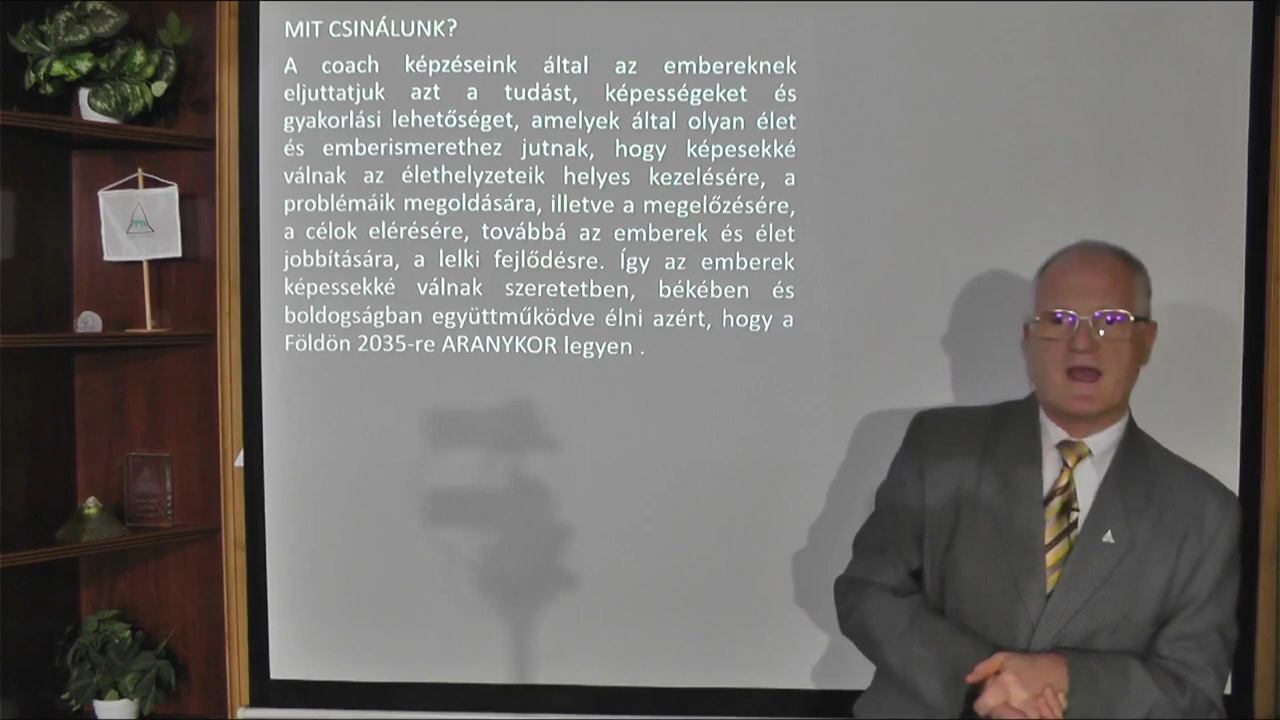 MIT CSINÁLUNK?
A coach képzéseink által az embereknek
eljuttatjuk azt a tudást, képességeket és
gyakorlási lehetőséget, amelyek által olyan élet
és emberismerethez jutnak, hogy képesekké
válnak az élethelyzeteik helyes kezelésére, a
problémáik megoldására, illetve a megelőzésére,
a célok elérésére, továbbá az emberek és élet
jobbítására, a lelki fejlődésre. Így az emberek
képessekké válnak szeretetben, békében és
boldogságban együttműködve élni azért, hogy a
Földön 2035-re ARANYKOR legyen .